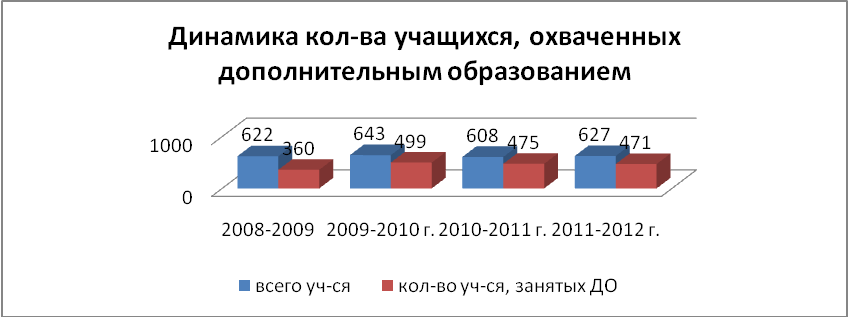 Динамика кол-ва учащихся, охваченных
дополнительным образованием
622 360 643 499 608 475 627 471
1000
0
2008-2009 2009-2010 г. 2010-2011 г. 2011-2012 г.
всего уч-ся кол-во уч-ся, занятых ДО